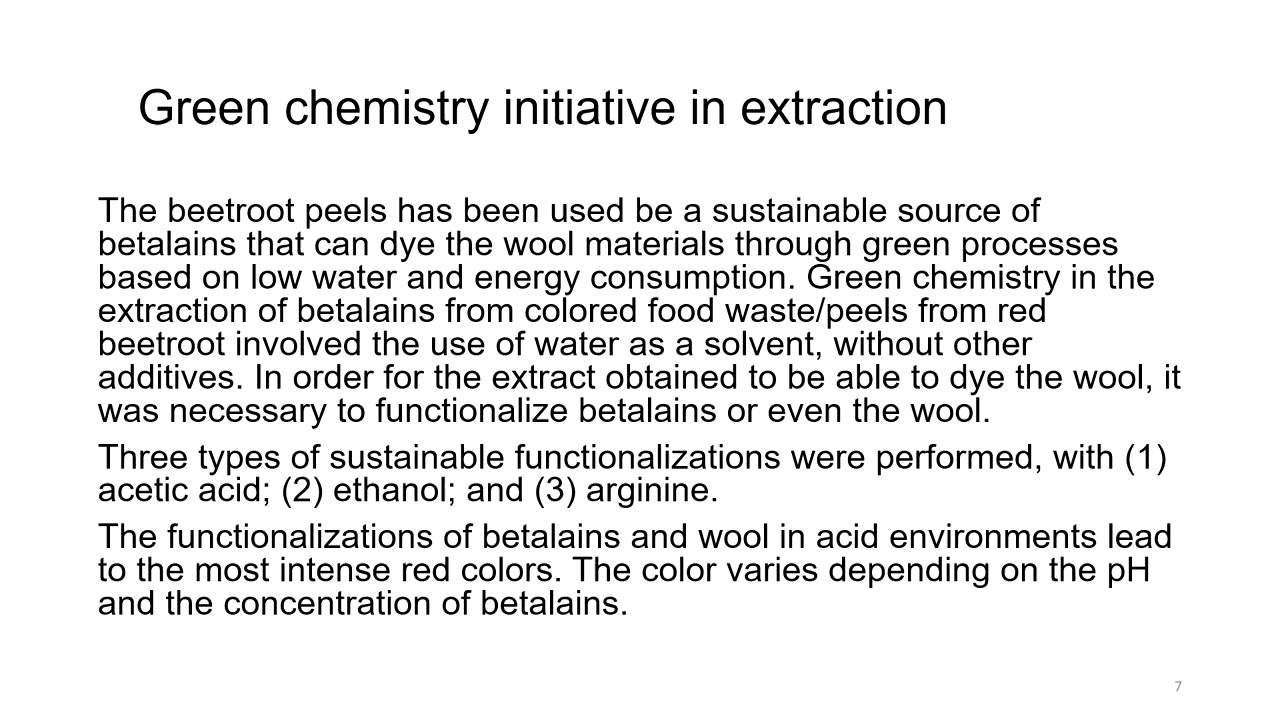 Green chemistry initiative in extraction
The beetroot peels has been used be a sustainable source of
betalains that can dye the wool materials through green processes
based on low water and energy consumption. Green chemistry in the
extraction of betalains from colored food waste/peels from red
beetroot involved the use of water as a solvent, without other
additives. In order for the extract obtained to be able to dye the wool, it
was necessary to functionalize betalains or even the wool.
Three types of sustainable functionalizations were performed, with (1)
acetic acid; (2) ethanol; and (3) arginine.
The functionalizations of betalains and wool in acid environments lead
to the most intense red colors. The color varies depending on the pH
and the concentration of betalains.
7